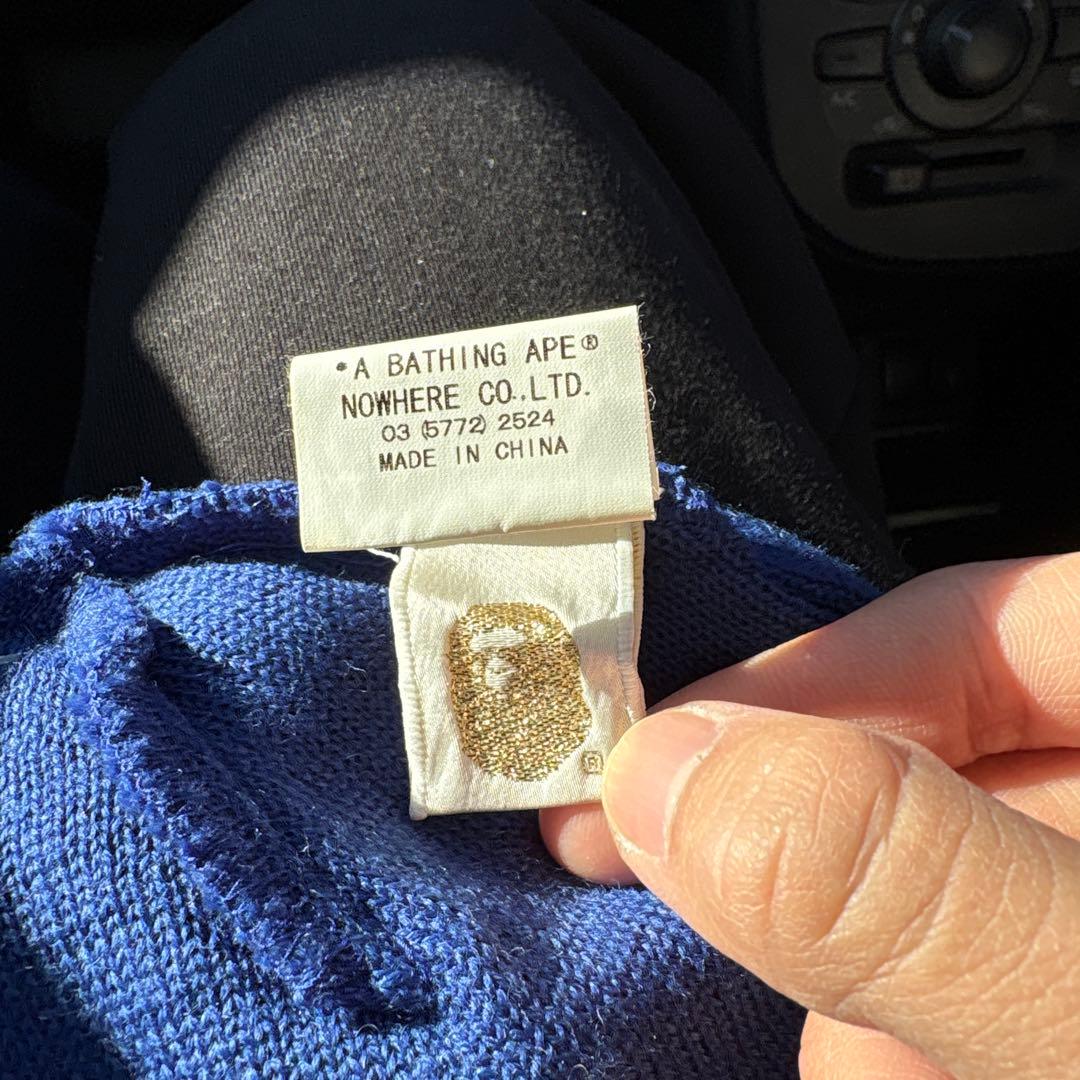 *A BATHING APE®
NOWHERE CO.,LTD.
03 (5772) 2524
MADE IN CHINA
®